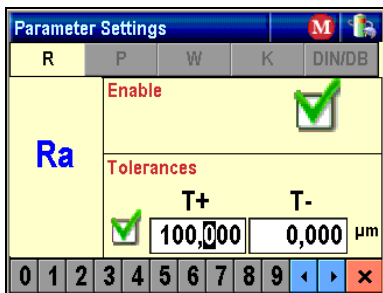 Parameter Settings M
R P W K DIN/DB
Enable
Ra
Tolerances
T+ T-
100,000 0,000 µm
0 1 2 3 4 5 6 7 8 9